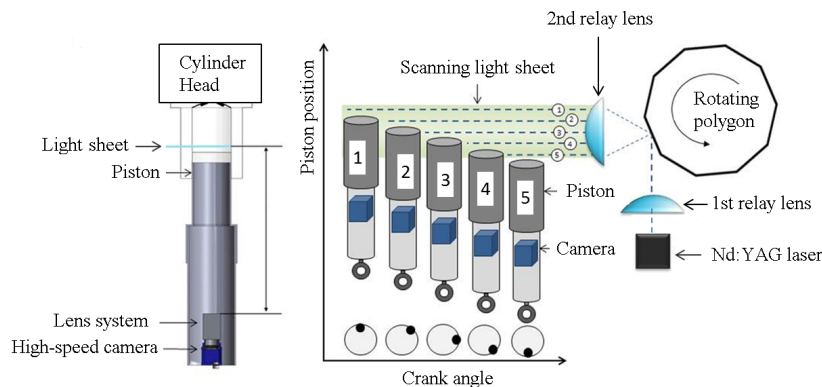 Cylinder
Head
Light sheet
Piston
Lens system
High-speed camera
Piston position
Scanning light sheet
2nd relay lens
Rotating
polygon
1
2
3
4
5
1
2
3
4
5
Piston
Camera
1st relay lens
Nd:YAG laser
Crank angle